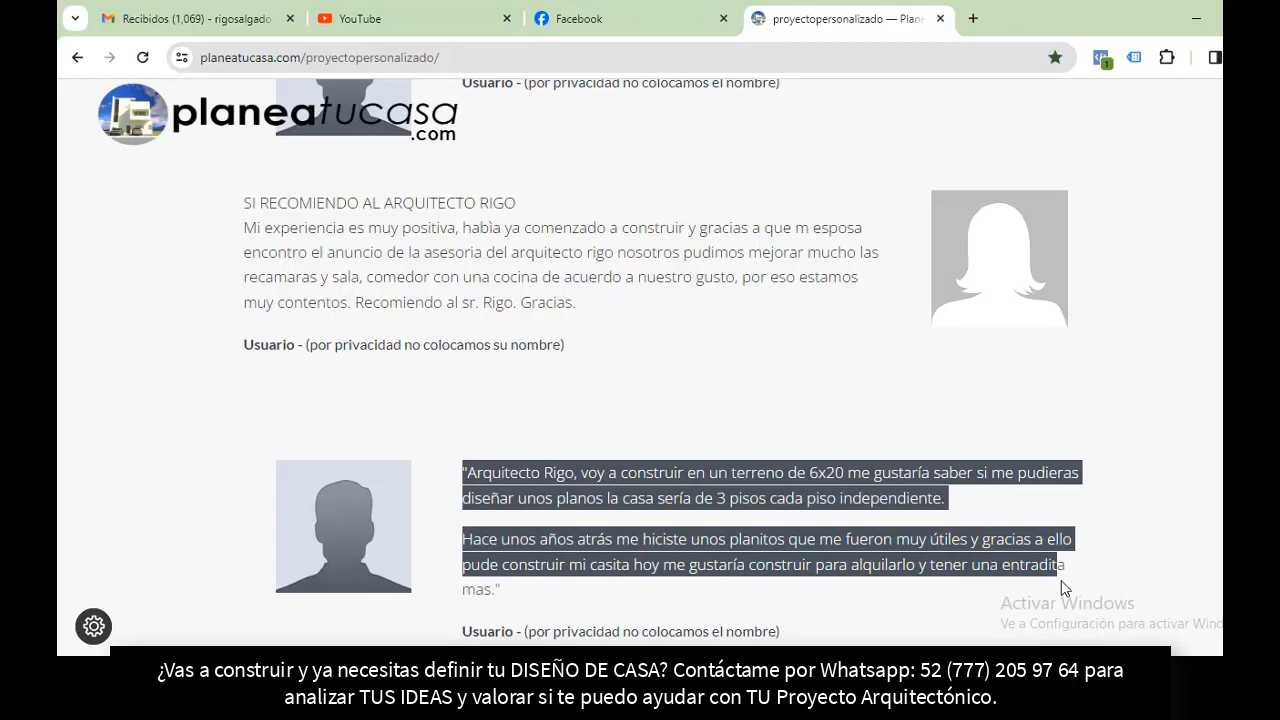 Recibidos (1,069) - rigosalgado
YouTube
Facebook
proyectopersonalizado — Plane
planeatucasa.com/proyectopersonalizado/
1
Usuario - (por privacidad no colocamos el nombre)
planeatucasa
.com
SI RECOMIENDO AL ARQUITECTO RIGO
Mi experiencia es muy positiva, habìa ya comenzado a construir y gracias a que m esposa
encontro el anuncio de la asesoria del arquitecto rigo nosotros pudimos mejorar mucho las
recamaras y sala, comedor con una cocina de acuerdo a nuestro gusto, por eso estamos
muy contentos. Recomiendo al sr. Rigo. Gracias.
Usuario - (por privacidad no colocamos su nombre)
"Arquitecto Rigo, voy a construir en un terreno de 6x20 me gustaría saber si me pudieras
diseñar unos planos la casa sería de 3 pisos cada piso independiente.
Hace unos años atrás me hiciste unos planitos que me fueron muy útiles y gracias a ello
pude construir mi casita hoy me gustaría construir para alquilarlo y tener una entradita
mas."
Usuario - (por privacidad no colocamos el nombre)
Activar Windows
Ve a Configuración para activar Wind
¿Vas a construir y ya necesitas definir tu DISEÑO DE CASA? Contáctame por Whatsapp: 52 (777) 205 97 64 para
analizar TUS IDEAS y valorar si te puedo ayudar con TU Proyecto Arquitectónico.